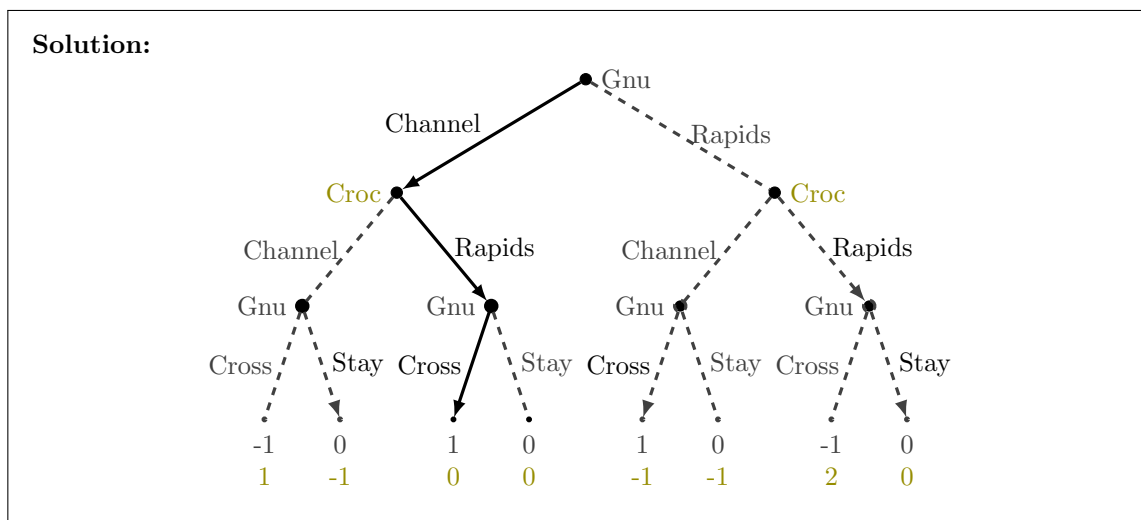 Solution:
Gnu
Channel Rapids
Croc Croc
Channel Rapids Channel Rapids
Gnu Gnu Gnu Gnu
Cross Stay Cross Stay Cross Stay Cross Stay
-1 0 1 0 1 0 -1 0
1 -1 0 0 -1 -1 2 0